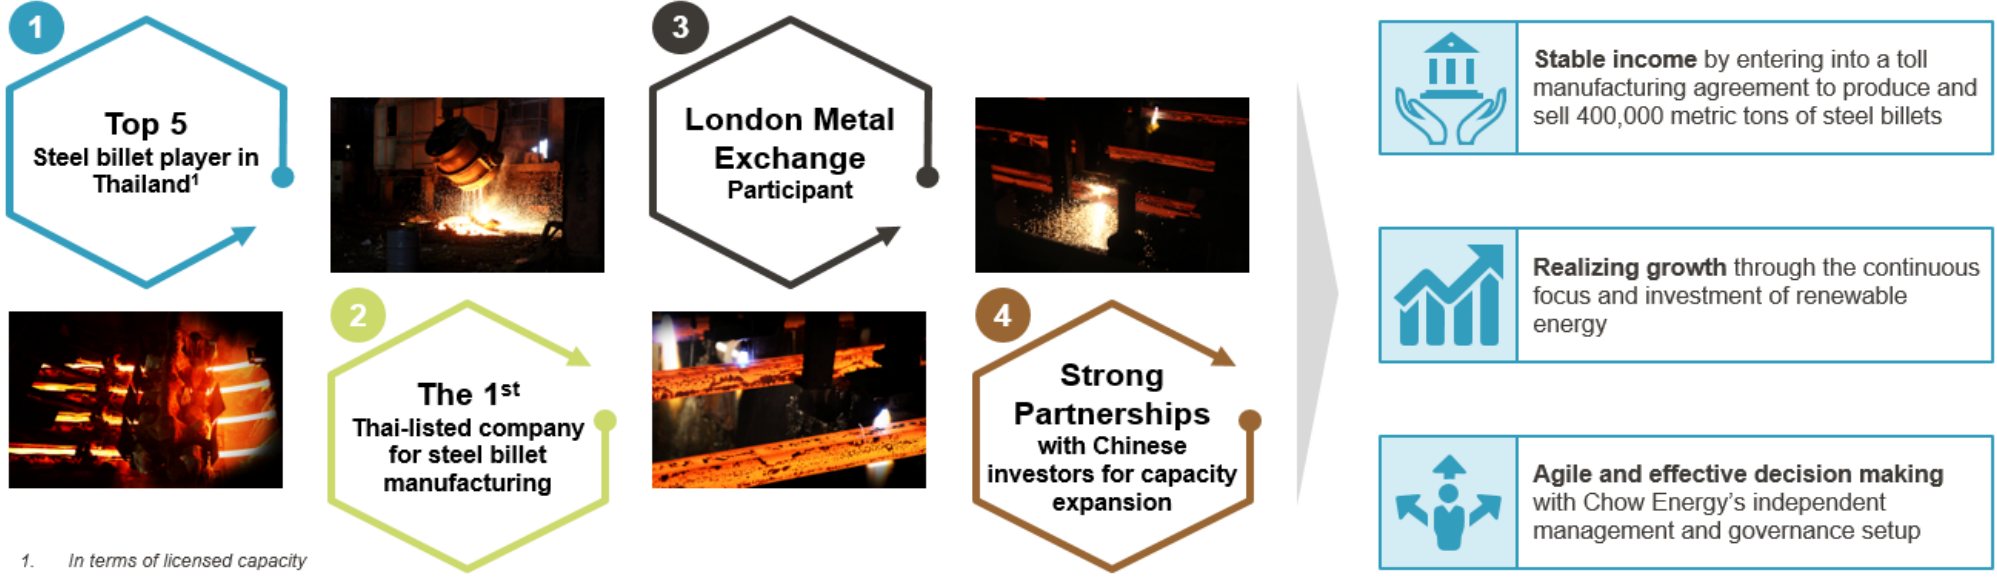 1
Top 5
Steel billet player in
Thailand¹
2
The 1st
Thai-listed company
for steel billet
manufacturing
3
London Metal
Exchange
Participant
4
Strong
Partnerships
with Chinese
investors for capacity
expansion
Stable income by entering into a toll
manufacturing agreement to produce and
sell 400,000 metric tons of steel billets
Realizing growth through the continuous
focus and investment of renewable
energy
Agile and effective decision making
with Chow Energy’s independent
management and governance setup
1. In terms of licensed capacity